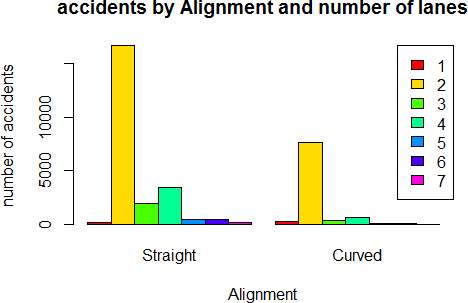 accidents by Alignment and number of lanes
number of accidents
10000
5000
0
1
2
3
4
5
6
7
Straight
Curved
Alignment